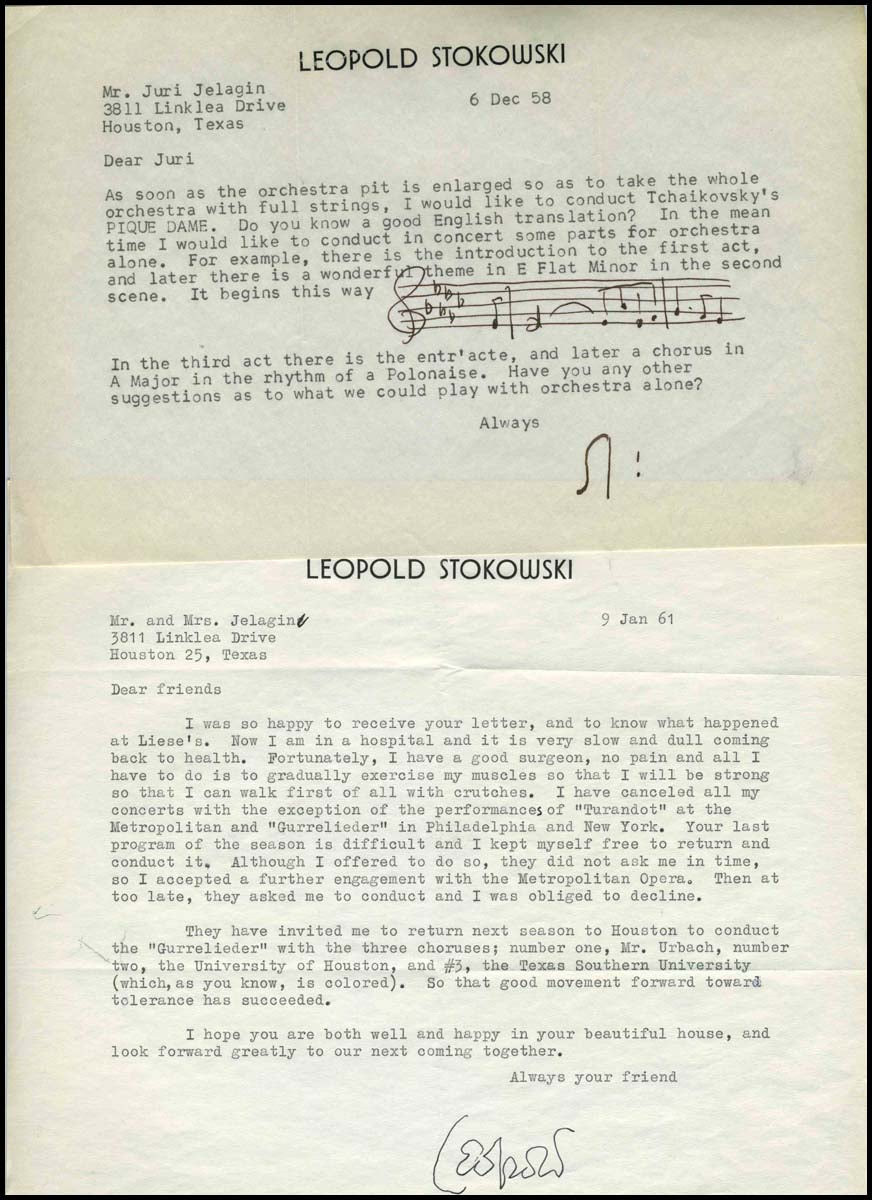 LEOPOLD STOKOWSKI
Mr. Juri Jelagin
3811 Linklea Drive
Houston, Texas
6 Dec 58
Dear Juri
As soon as the orchestra pit is enlarged so as to take the whole
orchestra with full strings, I would like to conduct Tchaikovsky's
PIQUE DAME. Do you know a good English translation? In the mean
time I would like to conduct in concert some parts for orchestra
alone. For example, there is the introduction to the first act,
and later there is a wonderful theme in E Flat Minor in the second
scene. It begins this way
In the third act there is the entr'acte, and later a chorus in
A Major in the rhythm of a Polonaise. Have you any other
suggestions as to what we could play with orchestra alone?
Always
LEOPOLD STOKOWSKI
Mr. and Mrs. Jelagin
3811 Linklea Drive
Houston 25, Texas
9 Jan 61
Dear friends
I was so happy to receive your letter, and to know what happened
at Liese's. Now I am in a hospital and it is very slow and dull coming
back to health. Fortunately, I have a good surgeon, no pain and all I
have to do is to gradually exercise my muscles so that I will be strong
so that I can walk first of all with crutches. I have canceled all my
concerts with the exception of the performances of "Turandot" at the
Metropolitan and "Gurrelieder" in Philadelphia and New York. Your last
program of the season is difficult and I kept myself free to return and
conduct it. Although I offered to do so, they did not ask me in time,
so I accepted a further engagement with the Metropolitan Opera. Then at
too late, they asked me to conduct and I was obliged to decline.
They have invited me to return next season to Houston to conduct
the "Gurrelieder" with the three choruses; number one, Mr. Urbach, number
two, the University of Houston, and #3, the Texas Southern University
(which, as you know, is colored). So that good movement forward toward
tolerance has succeeded.
I hope you are both well and happy in your beautiful house, and
look forward greatly to our next coming together.
Always your friend
Leopold